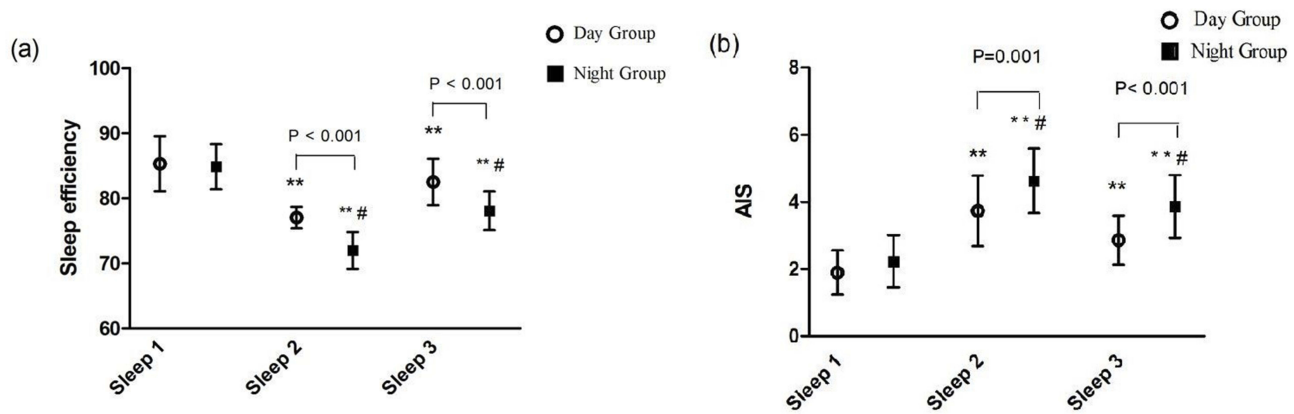 (a)
Day Group
Night Group
Sleep efficiency
100
90
80
70
60
P < 0.001
P < 0.001
**
** #
**
** #
Sleep 1
Sleep 2
Sleep 3
(b)
Day Group
Night Group
AIS
8
6
4
2
0
P=0.001
P< 0.001
**
** #
**
** #
Sleep 1
Sleep 2
Sleep 3